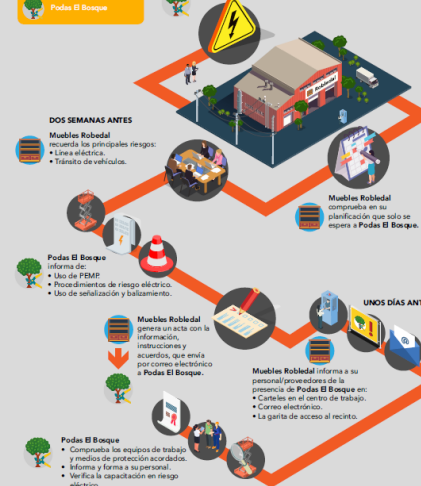 Podas El Bosque
Robledal
DOS SEMANAS ANTES
Muebles Robedal
recuerda los principales riesgos:
• Línea eléctrica.
• Tránsito de vehículos.
Muebles Robledal
comprueba en su
planificación que solo se
espera a Podas El Bosque.
Podas El Bosque
informa de:
• Uso de PEMP.
• Procedimientos de riesgo eléctrico.
• Uso de señalización y balizamiento.
UNOS DÍAS ANT
Muebles Robledal
genera un acta con la
información,
instrucciones y
acuerdos, que envía
por correo electrónico
a Podas El Bosque.
Muebles Robledal informa a su
personal/proveedores de la
presencia de Podas El Bosque en:
• Carteles en el centro de trabajo.
• Correo electrónico.
• La garita de acceso al recinto.
Podas El Bosque
• Comprueba los equipos de trabajo
y medios de protección acordados.
• Informa y forma a su personal.
• Verifica la capacitación en riesgo
eléctrico.